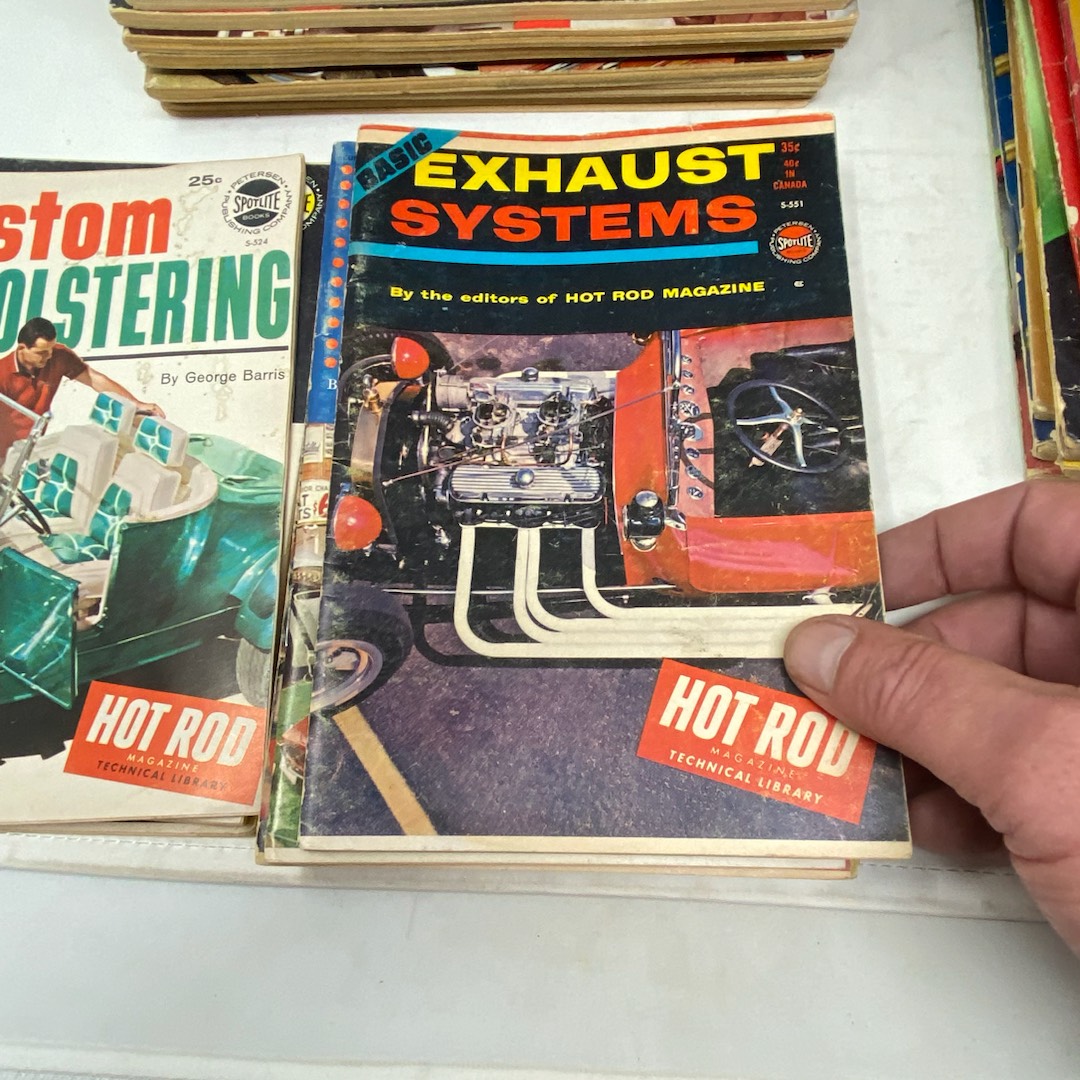 stom
OLSTERING
25¢
PETERSEN
SPOTLITE
BOOKS
PUBLISHING COMPANY
S-524
By George Barris
HOT ROD
MAGAZINE
TECHNICAL LIBRARY
BASIC
EXHAUST
SYSTEMS
35¢
40¢
IN
CANADA
S-551
PETERSEN
SPOTLITE
PUBLISHING COMPANY
By the editors of HOT ROD MAGAZINE
HOT ROD
MAGAZINE
TECHNICAL LIBRARY